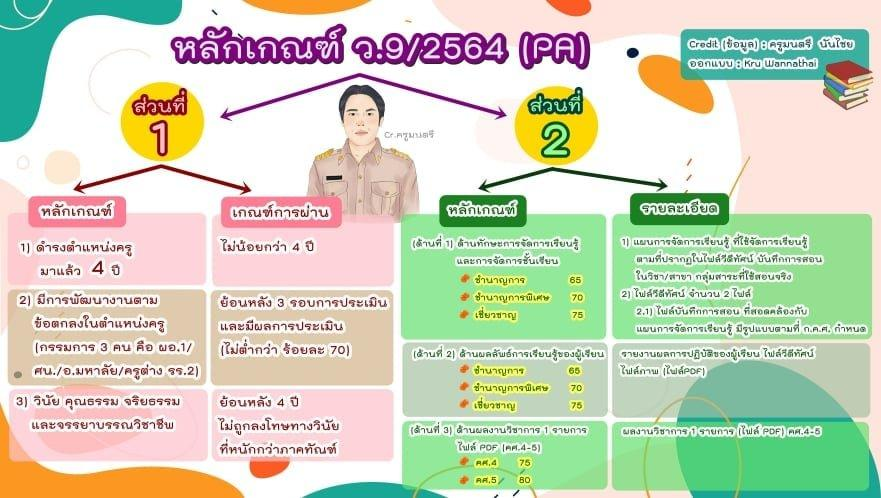 หลักเกณฑ์ ว.9/2564 (PA)
Credit (ข้อมูล) : ครูมนตรี นันไชย
ออกแบบ : Kru Wannathai
ส่วนที่
1
ส่วนที่
2
Cr.ครูมนตรี
หลักเกณฑ์
เกณฑ์การผ่าน
1) ดำรงตำแหน่งครู
มาแล้ว 4 ปี
ไม่น้อยกว่า 4 ปี
2) มีการพัฒนางานตาม
ข้อตกลงในตำแหน่งครู
(กรรมการ 3 คน คือ ผอ.1/
ศน./อ.มหาลัย/ครูต่าง รร.2)
ย้อนหลัง 3 รอบการประเมิน
และมีผลการประเมิน
(ไม่ต่ำกว่า ร้อยละ 70)
3) วินัย คุณธรรม จริยธรรม
และจรรยาบรรณวิชาชีพ
ย้อนหลัง 4 ปี
ไม่ถูกลงโทษทางวินัย
ที่หนักกว่าภาคทัณฑ์
หลักเกณฑ์
รายละเอียด
(ด้านที่ 1) ด้านทักษะการจัดการเรียนรู้
และการจัดการชั้นเรียน
ชำนาญการ 65
ชำนาญการพิเศษ 70
เชี่ยวชาญ 75
1) แผนการจัดการเรียนรู้ ที่ใช้จัดการเรียนรู้
ตามที่ปรากฏในไฟล์วีดีทัศน์ บันทึกการสอน
ในวิชา/สาขา กลุ่มสาระที่ใช้สอนจริง
2) ไฟล์วีดีทัศน์ จำนวน 2 ไฟล์
2.1) ไฟล์บันทึกการสอน ที่สอดคล้องกับ
แผนการจัดการเรียนรู้ มีรูปแบบตามที่ ก.ค.ศ. กำหนด
(ด้านที่ 2) ด้านผลลัพธ์การเรียนรู้ของผู้เรียน
ชำนาญการ 65
ชำนาญการพิเศษ 70
เชี่ยวชาญ 75
รายงานผลการปฏิบัติของผู้เรียน ไฟล์วีดีทัศน์
ไฟล์ภาพ (ไฟล์PDF)
(ด้านที่ 3) ด้านผลงานวิชาการ 1 รายการ
ไฟล์ PDF (คศ.4-5)
คศ.4 75
คศ.5 80
ผลงานวิชาการ 1 รายการ (ไฟล์ PDF) คศ.4-5